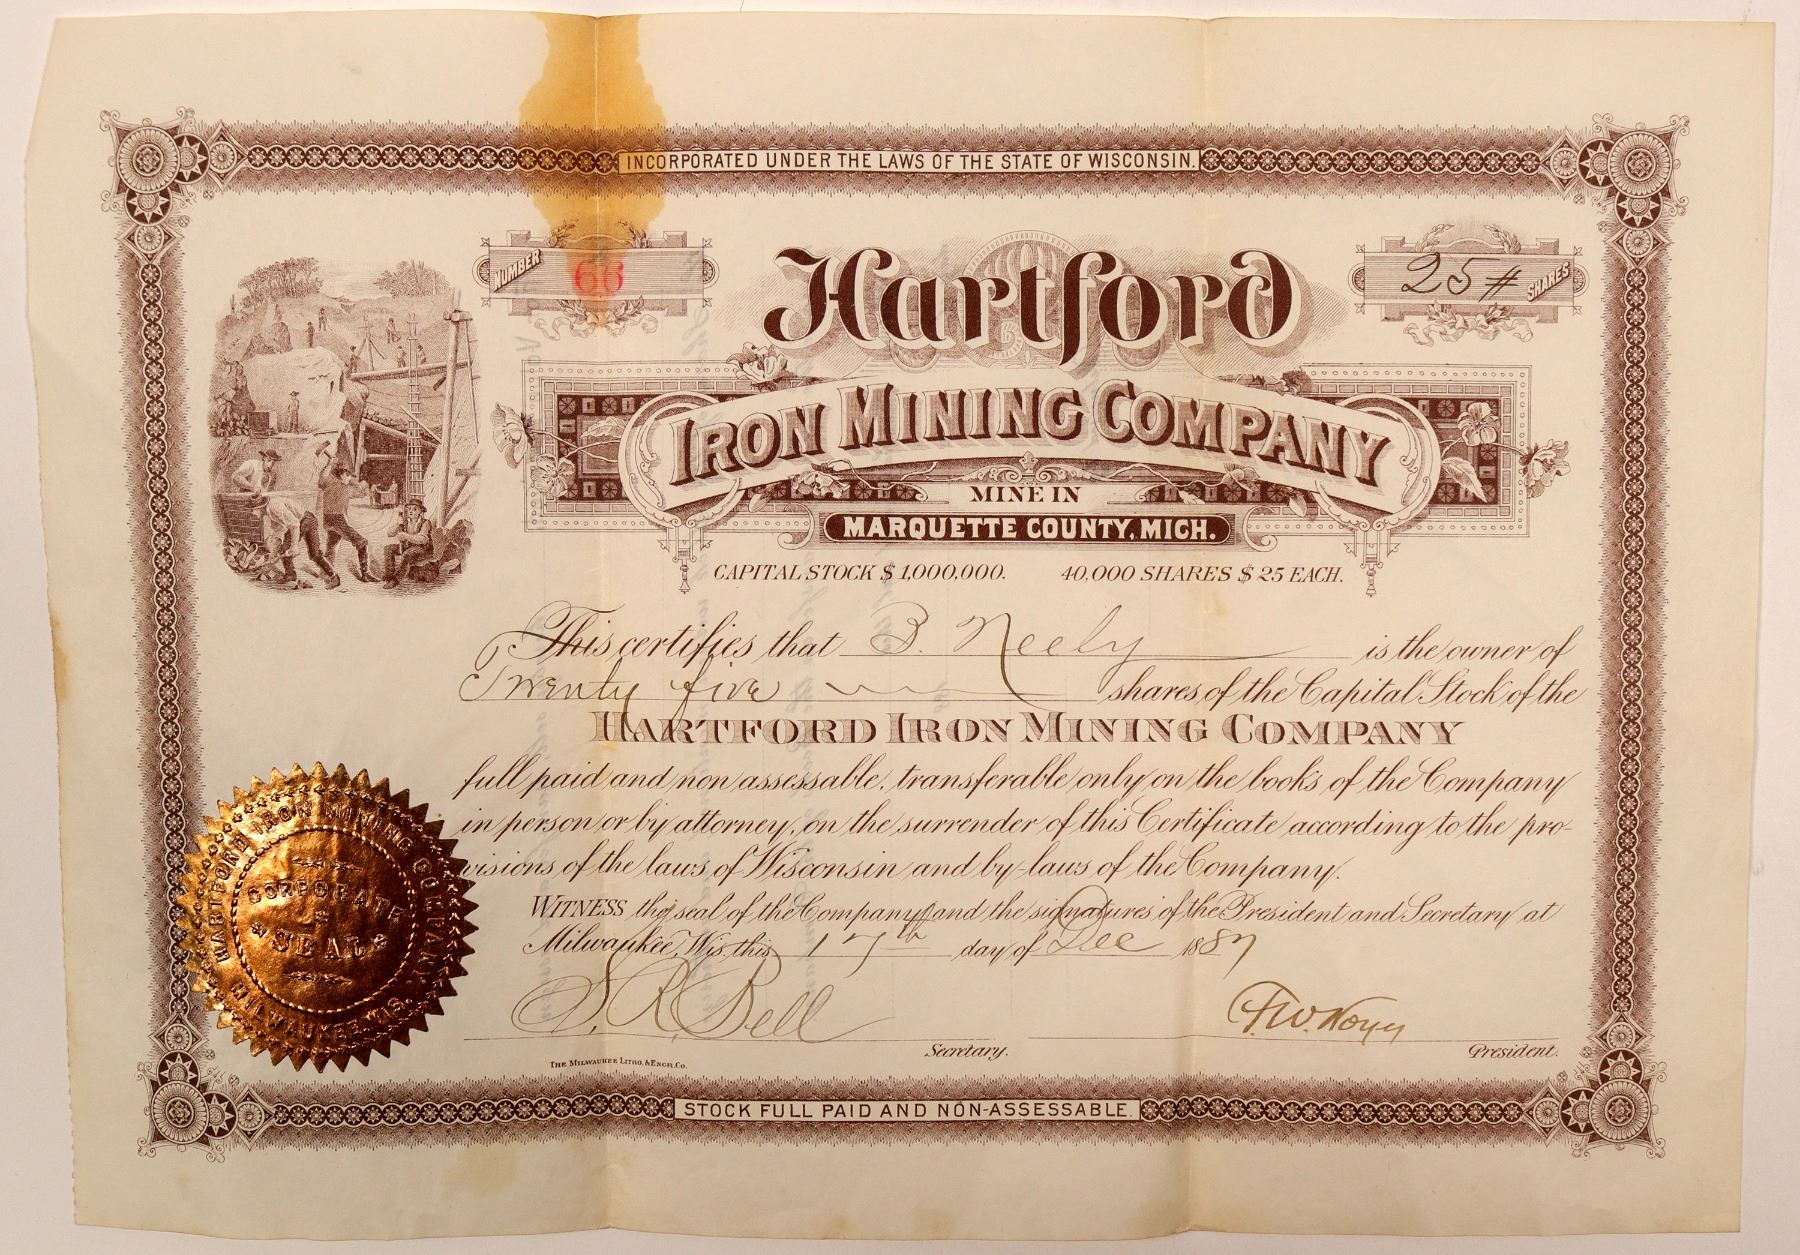 INCORPORATED UNDER THE LAWS OF THE STATE OF WISCONSIN.
NUMBER 66
25 # SHARES
Hartford
IRON MINING COMPANY
MINE IN
MARQUETTE COUNTY, MICH.
CAPITAL STOCK $1,000,000. 40,000 SHARES $25 EACH.
This certifies that B. Neely is the owner of
Twenty five shares of the Capital Stock of the
HARTFORD IRON MINING COMPANY
full paid and non assessable, transferable only on the books of the Company
in person or by attorney, on the surrender of this Certificate according to the pro-
visions of the laws of Wisconsin and by-laws of the Company.
WITNESS the seal of the Company and the signatures of the President and Secretary at
Milwaukee, Wis. this 17th day of Dec 1887
S. R. Bell
Secretary.
F. W. Noyes
President.
HARTFORD IRON MINING COMPANY.
MILWAUKEE WIS.
CORPORATE
SEAL
THE MILWAUKEE LITHO. & ENGR. CO.
STOCK FULL PAID AND NON-ASSESSABLE.